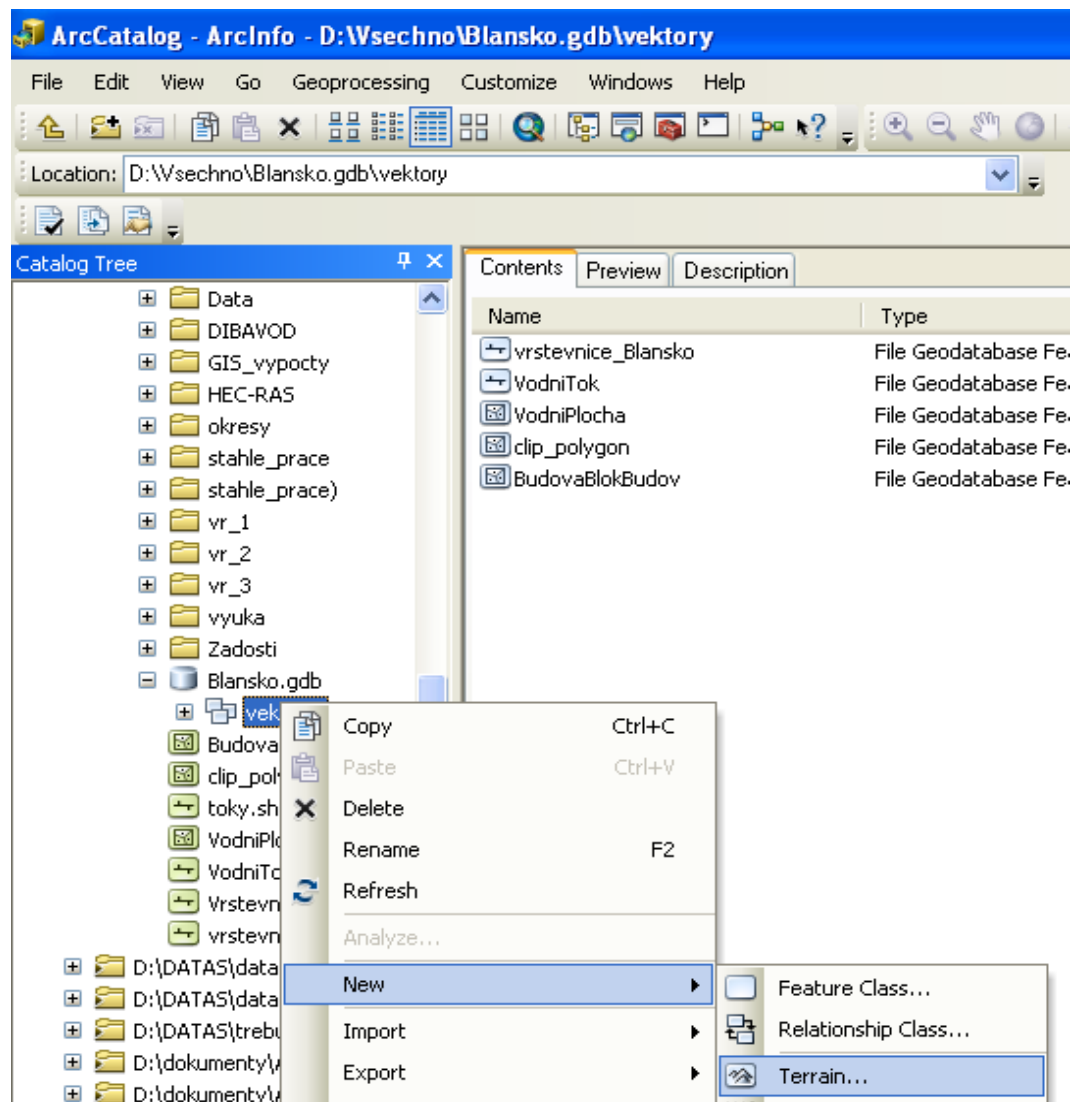 ArcCatalog - ArcInfo - D:\Vsechno\Blansko.gdb\vektory
File Edit View Go Geoprocessing Customize Windows Help
Location: D:\Vsechno\Blansko.gdb\vektory
Catalog Tree
Contents Preview Description
Name Type
Data
DIBAVOD
GIS_vypocty
HEC-RAS
okresy
stahle_prace
stahle_prace)
vr_1
vr_2
vr_3
vyuka
Zadosti
Blansko.gdb
vek
Budova
clip_pol
toky.sh
VodniPlo
VodniTo
Vrstevn
vrstevn
D:\DATAS\data
D:\DATAS\data
D:\DATAS\trebu
D:\dokumenty\
D:\dokumenty\
vrstevnice_Blansko File Geodatabase Fe
VodniTok File Geodatabase Fe
VodniPlocha File Geodatabase Fe
clip_polygon File Geodatabase Fe
BudovaBlokBudov File Geodatabase Fe
Copy Ctrl+C
Paste Ctrl+V
Delete
Rename F2
Refresh
Analyze...
New
Import
Export
Feature Class...
Relationship Class...
Terrain...